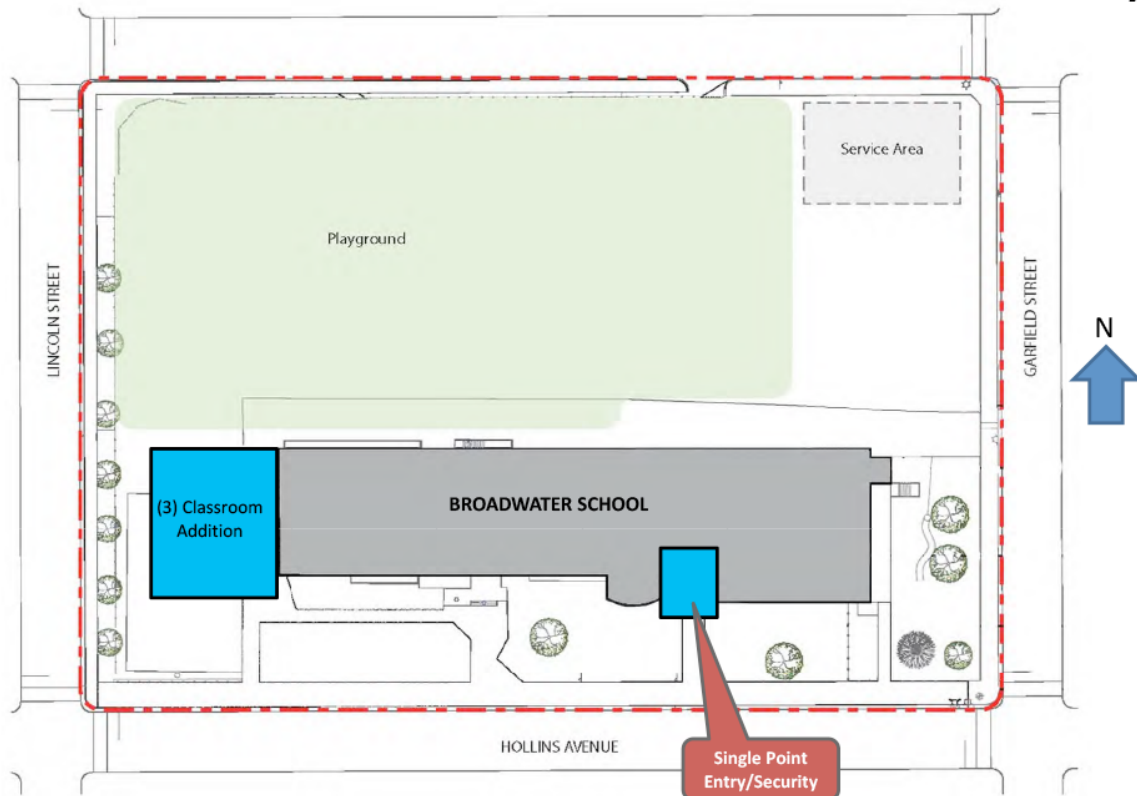 Service Area
Playground
LINCOLN STREET
GARFIELD STREET
N
(3) Classroom
Addition
BROADWATER SCHOOL
HOLLINS AVENUE
Single Point
Entry/Security